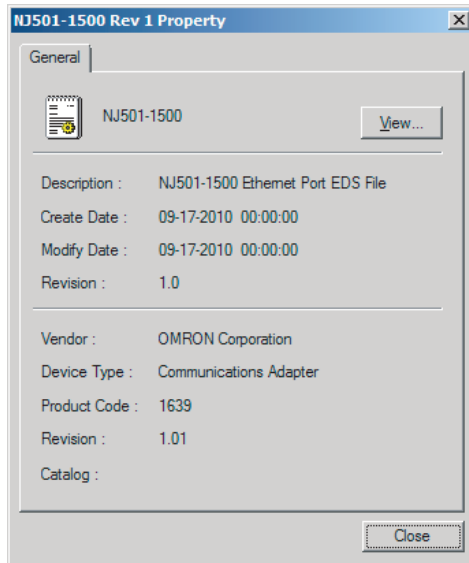 NJ501-1500 Rev 1 Property
General
NJ501-1500
View...
Description : NJ501-1500 Ethernet Port EDS File
Create Date : 09-17-2010 00:00:00
Modify Date : 09-17-2010 00:00:00
Revision : 1.0
Vendor : OMRON Corporation
Device Type : Communications Adapter
Product Code : 1639
Revision : 1.01
Catalog :
Close